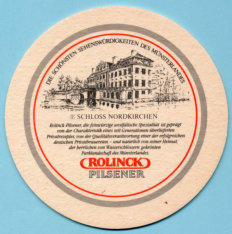 DIE SCHÖNSTEN SEHENSWÜRDIGKEITEN DES MÜNSTERLANDES
SCHLOSS NORDKIRCHEN
Rolinck Pilsener, die feinwürzige westfälische Spezialität ist geprägt
von der Charakteristik eines seit Generationen überlieferten
Privatrezeptes, von der Qualitätsverantwortung einer der erfolgreichen
deutschen Privatbrauereien - und natürlich von seiner Heimat,
der herrlichen von Wasserschlössern gekrönten
Parklandschaft des Münsterlandes.
ROLINCK
PILSENER